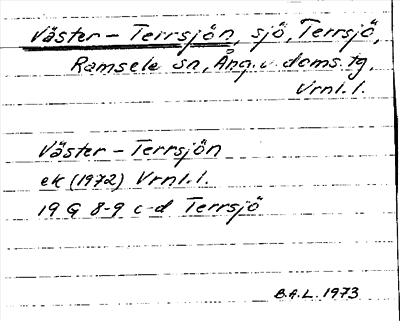 Väster-Terrsjön, sjö, Terrsjö,
Ramsele sn, Ång. v. doms. tg,
Vrnl.l.
Väster-Terrsjön
ek (1972) Vrnl.l.
19 G 8-9 c-d Terrsjö
B.A.L. 1973